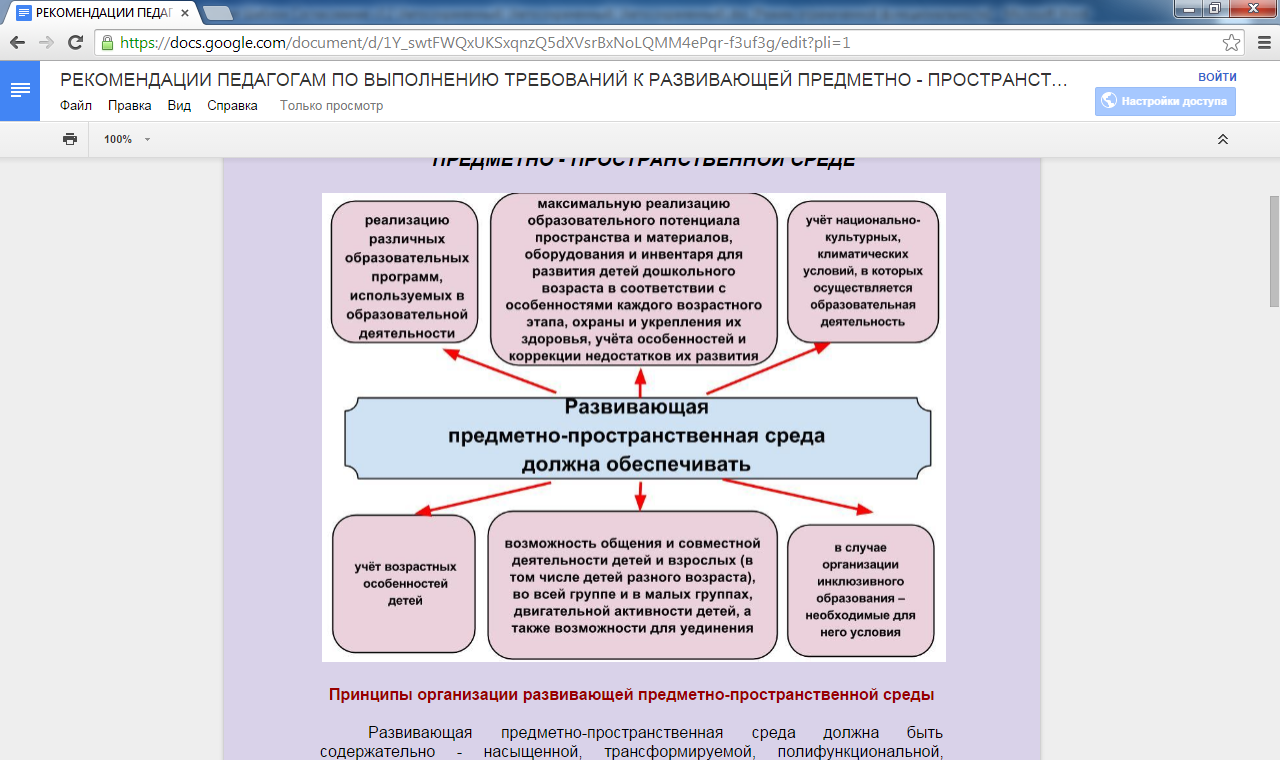 РЕКОМЕНДАЦИИ ПЕДАГ
https://docs.google.com/document/d/1Y_swtFWQxUKSxqnzQ5dXVsrBxNoLQMM4ePqr-f3uf3g/edit?pli=1
РЕКОМЕНДАЦИИ ПЕДАГОГАМ ПО ВЫПОЛНЕНИЮ ТРЕБОВАНИЙ К РАЗВИВАЮЩЕЙ ПРЕДМЕТНО - ПРОСТРАНСТ...
ВОЙТИ
Файл Правка Вид Справка Только просмотр
Настройки доступа
100%
ПРЕДМЕТНО - ПРОСТРАНСТВЕННОЙ СРЕДЕ
реализацию
различных
образовательных
программ,
используемых в
образовательной
деятельности
максимальную реализацию
образовательного потенциала
пространства и материалов,
оборудования и инвентаря для
развития детей дошкольного
возраста в соответствии с
особенностями каждого возрастного
этапа, охраны и укрепления их
здоровья, учёта особенностей и
коррекции недостатков их развития
учёт национально-
культурных,
климатических
условий, в которых
осуществляется
образовательная
деятельность
Развивающая
предметно-пространственная среда
должна обеспечивать
учёт возрастных
особенностей
детей
возможность общения и совместной
деятельности детей и взрослых (в
том числе детей разного возраста),
во всей группе и в малых группах,
двигательной активности детей, а
также возможности для уединения
в случае
организации
инклюзивного
образования –
необходимые для
него условия
Принципы организации развивающей предметно-пространственной среды
Развивающая предметно-пространственная среда должна быть
содержательно - насыщенной, трансформируемой, полифункциональной,